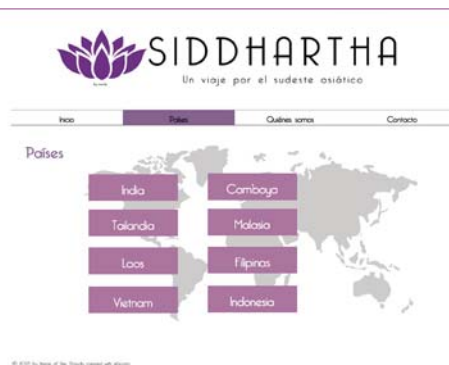 SIDDHARTHA
Un viaje por el sudeste asiático
Inicio
Países
Quiénes somos
Contacto
Países
India
Camboya
Tailandia
Malasia
Laos
Filipinas
Vietnam
Indonesia